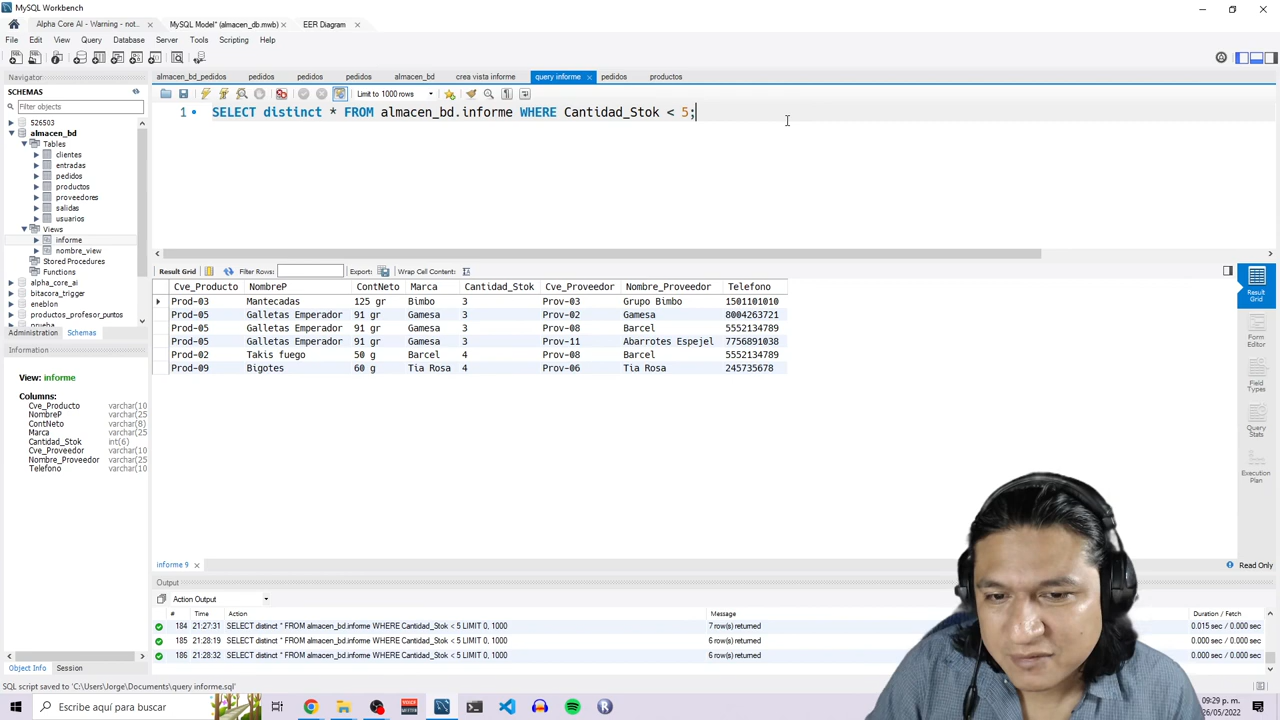 MySQL Workbench
Alpha Core AI - Warning - not... MySQL Model* (almacen_db.mwb) EER Diagram
File Edit View Query Database Server Tools Scripting Help
Navigator
SCHEMAS
Filter objects
526503
almacen_bd
Tables
clientes
entradas
pedidos
productos
proveedores
salidas
usuarios
Views
informe
nombre_view
Stored Procedures
Functions
alpha_core_ai
bitacora_trigger
eneblon
productos_profesor_puntos
prueba
Administration Schemas
Information
View: informe
Columns:
Cve_Producto varchar(10
NombreP varchar(25
ContNeto varchar(8)
Marca varchar(25
Cantidad_Stok int(6)
Cve_Proveedor varchar(10
Nombre_Proveedor varchar(25
Telefono varchar(10
Object Info Session
almacen_bd_pedidos pedidos pedidos pedidos almacen_bd crea vista informe query informe pedidos productos
Limit to 1000 rows
1 SELECT distinct * FROM almacen_bd.informe WHERE Cantidad_Stok < 5;
Result Grid Filter Rows: Export: Wrap Cell Content:
Cve_Producto NombreP ContNeto Marca Cantidad_Stok Cve_Proveedor Nombre_Proveedor Telefono
Prod-03 Mantecadas 125 gr Bimbo 3 Prov-03 Grupo Bimbo 1501101010
Prod-05 Galletas Emperador 91 gr Gamesa 3 Prov-02 Gamesa 8004263721
Prod-05 Galletas Emperador 91 gr Gamesa 3 Prov-08 Barcel 5552134789
Prod-05 Galletas Emperador 91 gr Gamesa 3 Prov-11 Abarrotes Espejel 7756891038
Prod-02 Takis fuego 50 g Barcel 4 Prov-08 Barcel 5552134789
Prod-09 Bigotes 60 g Tia Rosa 4 Prov-06 Tia Rosa 245735678
Result Grid
Form Editor
Field Types
Query Stats
Execution Plan
informe 9
Read Only
Output
Action Output
# Time Action Message Duration / Fetch
184 21:27:31 SELECT distinct * FROM almacen_bd.informe WHERE Cantidad_Stok < 5 LIMIT 0, 1000 7 row(s) returned 0.015 sec / 0.000 sec
185 21:28:19 SELECT distinct * FROM almacen_bd.informe WHERE Cantidad_Stok < 5 LIMIT 0, 1000 6 row(s) returned 0.000 sec / 0.000 sec
186 21:28:32 SELECT distinct * FROM almacen_bd.informe WHERE Cantidad_Stok < 5 LIMIT 0, 1000 6 row(s) returned 0.000 sec / 0.000 sec
SQL script saved to 'C:\Users\Jorge\Documents\query informe.sql'
Escribe aquí para buscar
09:29 p. m.
26/05/2022